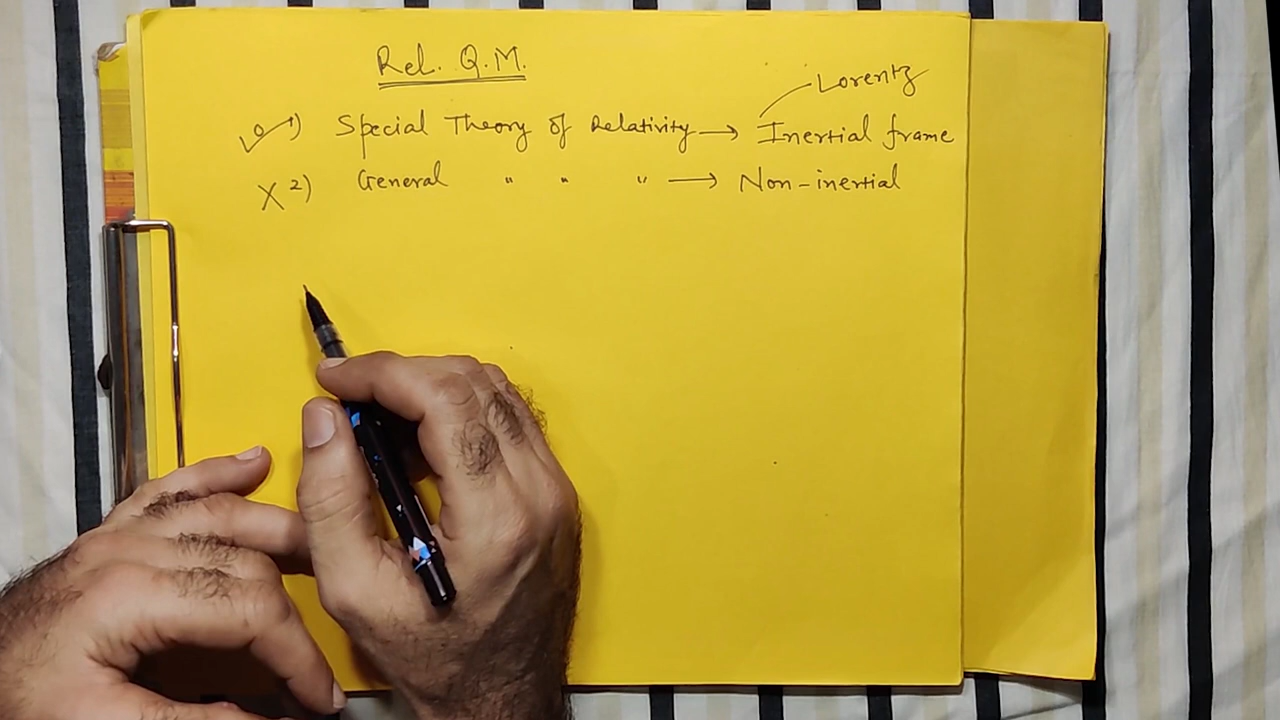 Rel. Q.M.
Lorentz
✓ 1) Special Theory of Relativity → Inertial frame
X 2) General " " " → Non-inertial